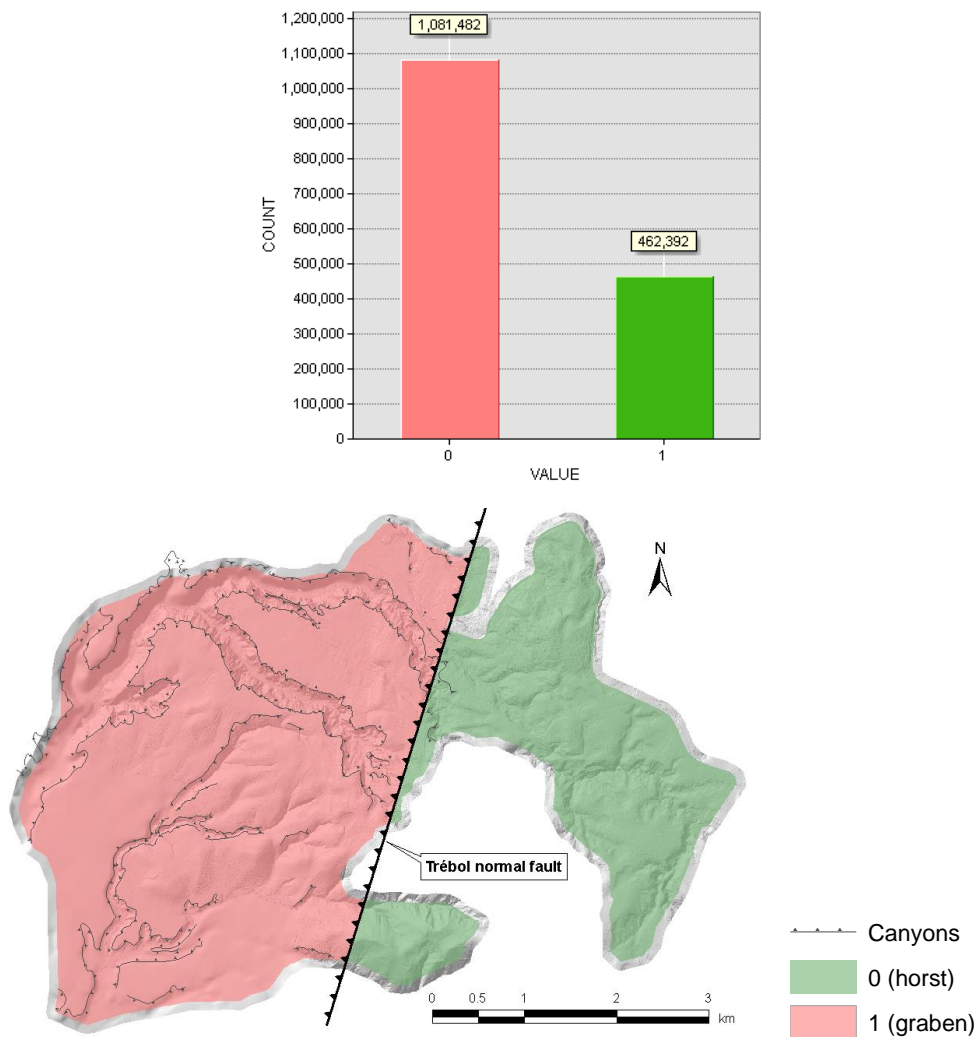 1,200,000
1,081,482
1,100,000
1,000,000
900,000
800,000
700,000
600,000
462,392
500,000
400,000
300,000
200,000
100,000
0
COUNT
0 1
VALUE
N
Trébol normal fault
Canyons
0 (horst)
1 (graben)
0 0.5 1 2 3
km